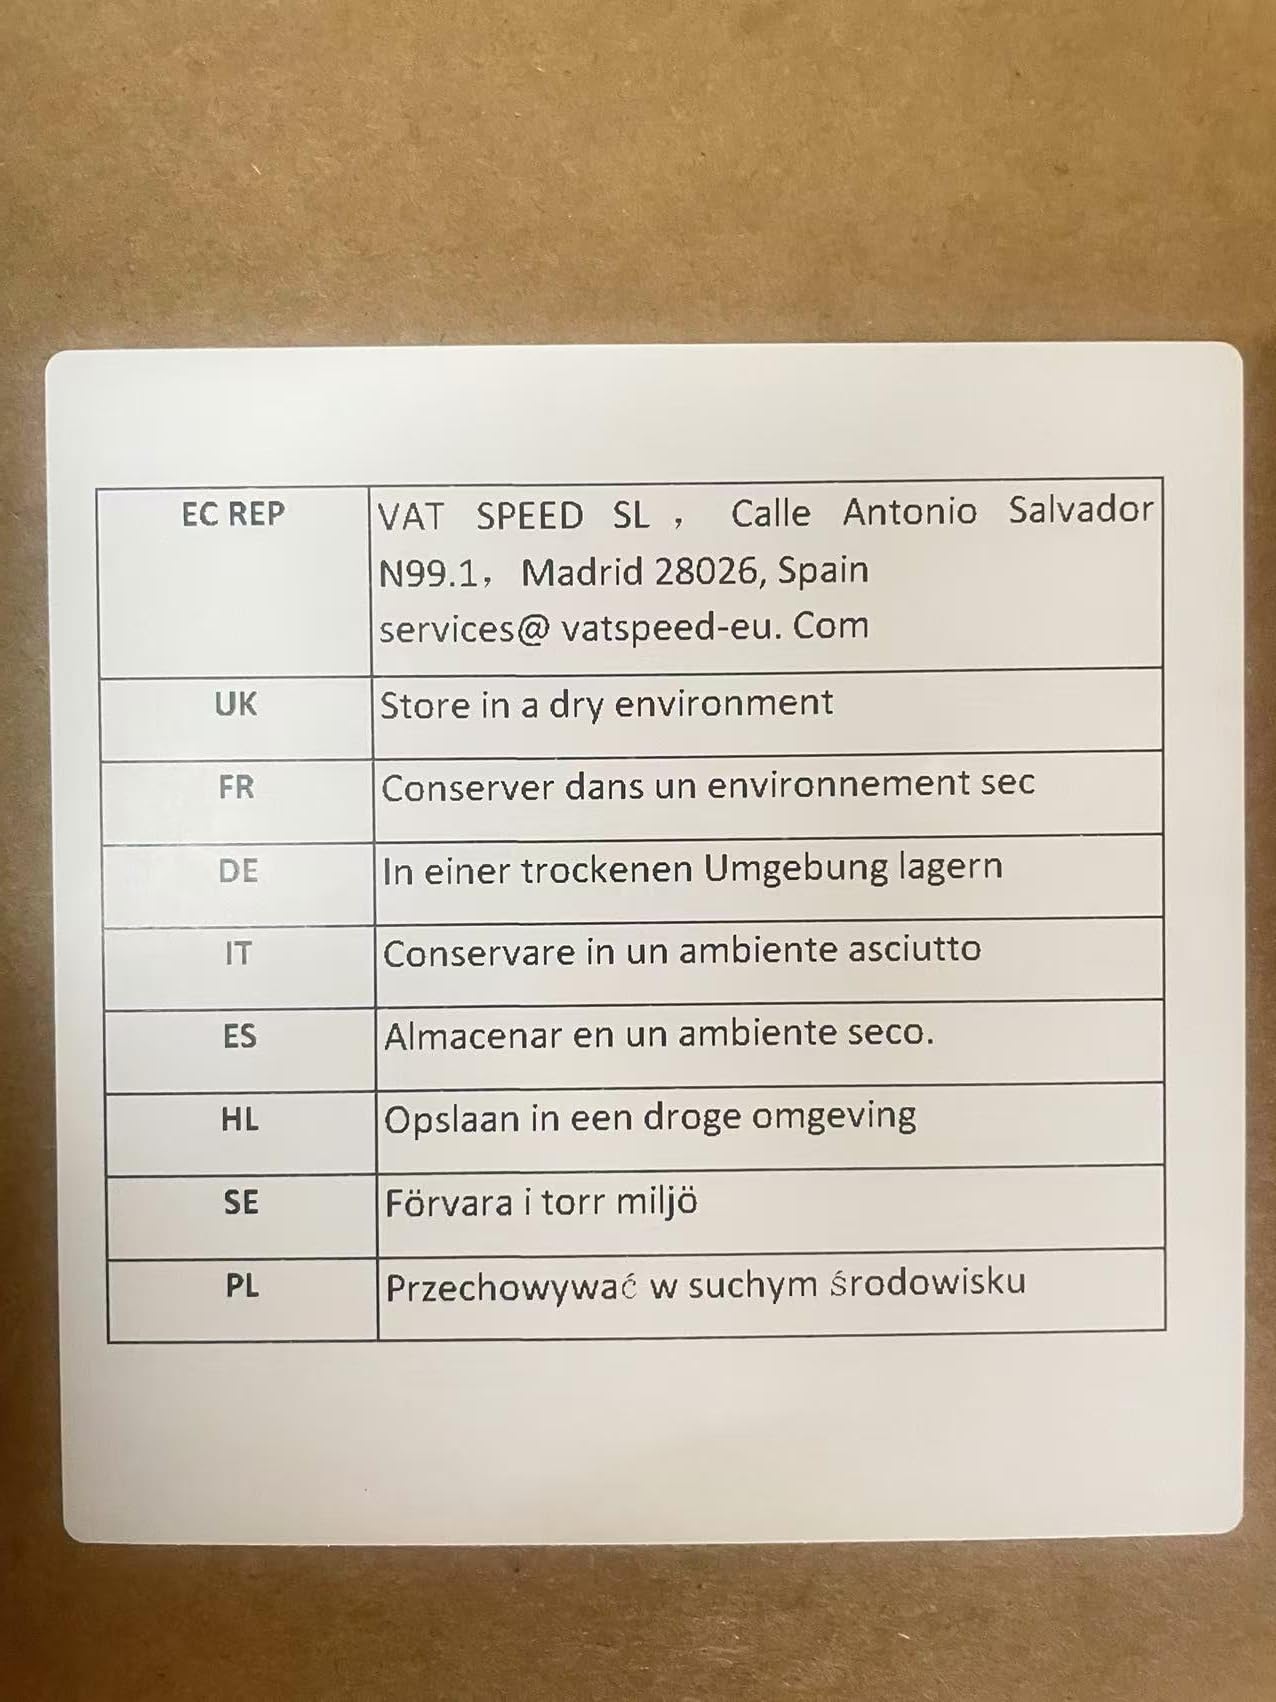 EC REP
VAT SPEED SL， Calle Antonio Salvador
N99.1， Madrid 28026, Spain
services@ vatspeed-eu. Com
UK Store in a dry environment
FR Conserver dans un environnement sec
DE In einer trockenen Umgebung lagern
IT Conservare in un ambiente asciutto
ES Almacenar en un ambiente seco.
HL Opslaan in een droge omgeving
SE Förvara i torr miljö
PL Przechowywać w suchym środowisku